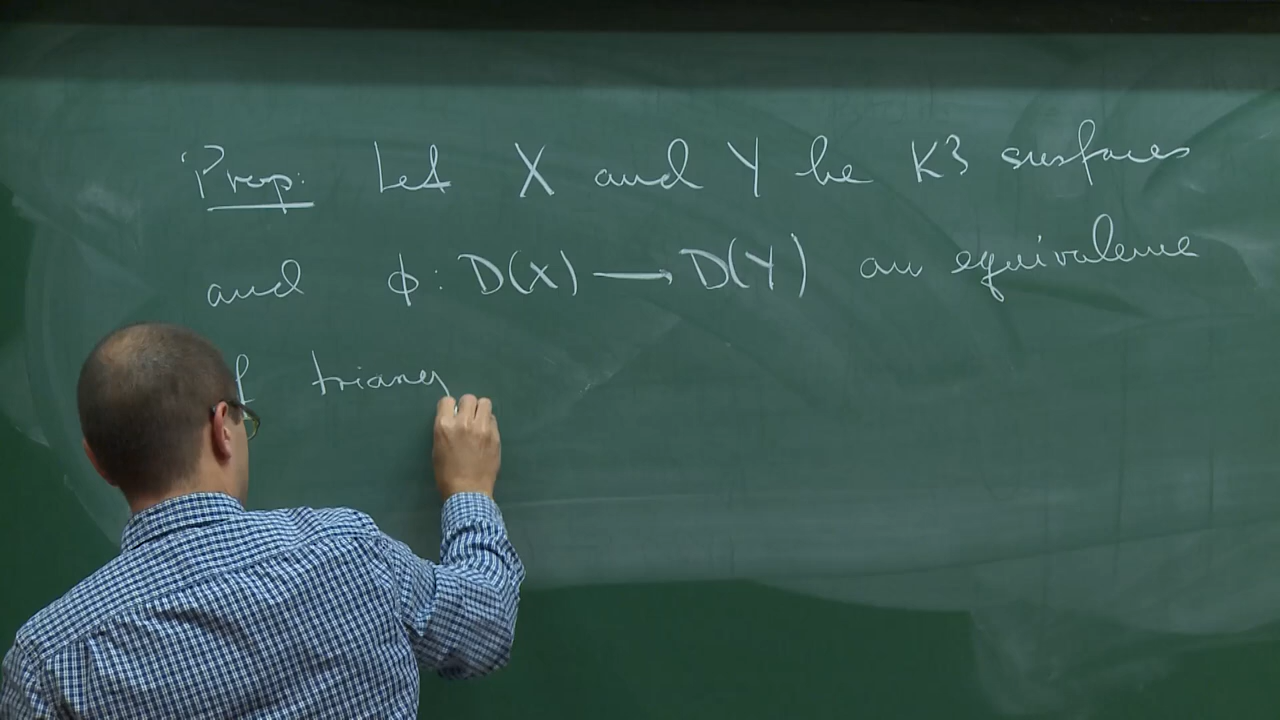 Prop: Let X and Y be K3 surfaces
and ϕ: D(X) ⟶ D(Y) an equivalence
f triang